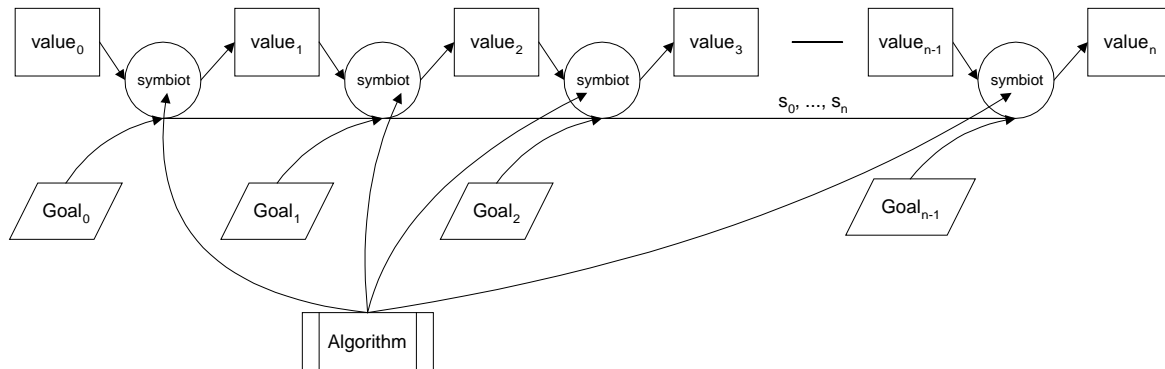 value₀ value₁ value₂ value₃ valueₙ₋₁ valueₙ
symbiot symbiot symbiot symbiot
s₀, ..., sₙ
Goal₀ Goal₁ Goal₂ Goalₙ₋₁
Algorithm